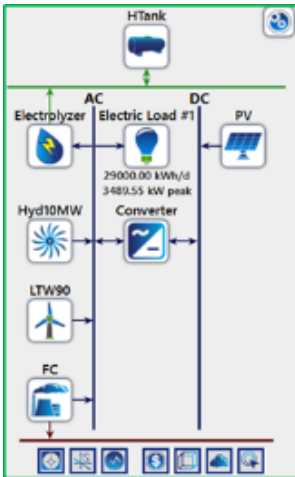 HTank
AC
DC
Electrolyzer
Electric Load #1
PV
29000.00 kWh/d
3489.55 kW peak
Hyd10MW
Converter
LTW90
FC